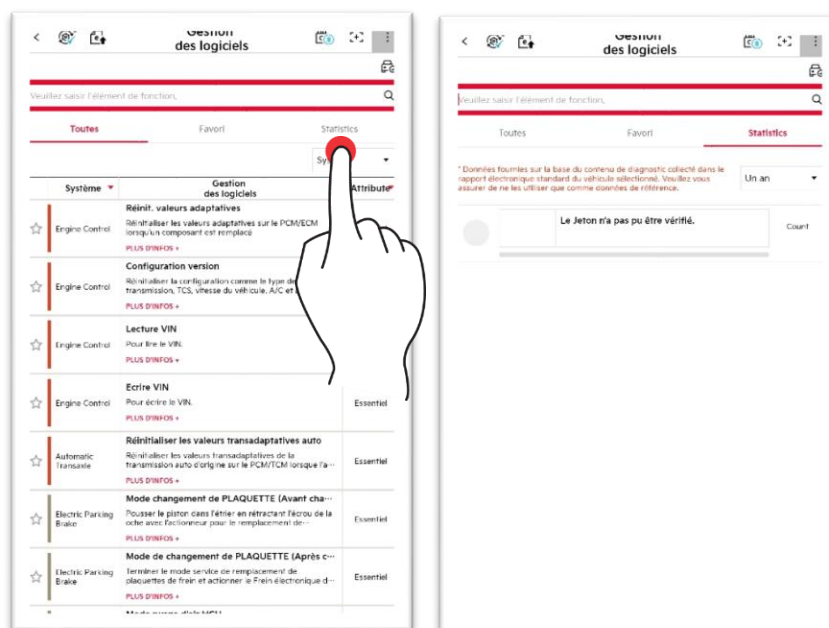 Gestion
des logiciels
Veuillez saisir l'élément de fonction,
Toutes Favori Statistics
Système Gestion
des logiciels Attribute
Réinit. valeurs adaptatives
Engine Control Réinitialiser les valeurs adaptatives sur le PCM/ECM
lorsqu'un composant est remplacé
PLUS D'INFOS +
Configuration version
Engine Control Réinitialiser la configuration comme le type de
transmission, TCS, vitesse du véhicule, A/C et
PLUS D'INFOS +
Lecture VIN
Engine Control Pour lire le VIN.
PLUS D'INFOS +
Ecrire VIN
Engine Control Pour écrire le VIN. Essentiel
PLUS D'INFOS +
Réinitialiser les valeurs transadaptatives auto
Automatic
Transaxle Réinitialiser les valeurs transadaptatives de la
transmission auto d'origine sur le PCM/TCM lorsque l'a··· Essentiel
PLUS D'INFOS +
Mode changement de PLAQUETTE (Avant cha···
Electric Parking
Brake Pousser le piston dans l'étrier en rétractant l'écrou de la
oche avec l'actionneur pour le remplacement de··· Essentiel
PLUS D'INFOS +
Mode de changement de PLAQUETTE (Après c···
Electric Parking
Brake Terminer le mode service de remplacement de
plaquettes de frein et actionner le Frein électronique d··· Essentiel
PLUS D'INFOS +
Gestion
des logiciels
Veuillez saisir l'élément de fonction,
Toutes Favori Statistics
* Données fournies sur la base du contenu de diagnostic collecté dans le
rapport électronique standard du véhicule sélectionné. Veuillez vous
assurer de ne les utiliser que comme données de référence.
Un an
Le Jeton n'a pas pu être vérifié. Count